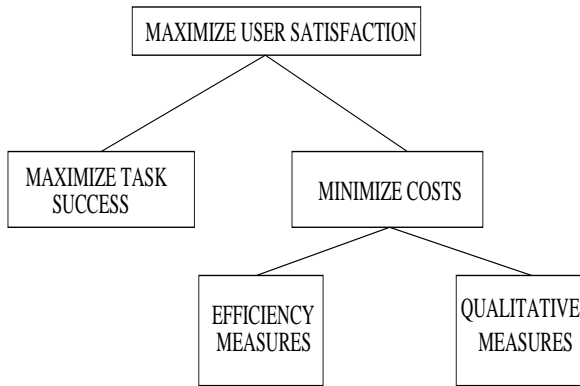 MAXIMIZE USER SATISFACTION
MAXIMIZE TASK
SUCCESS
MINIMIZE COSTS
EFFICIENCY
MEASURES
QUALITATIVE
MEASURES